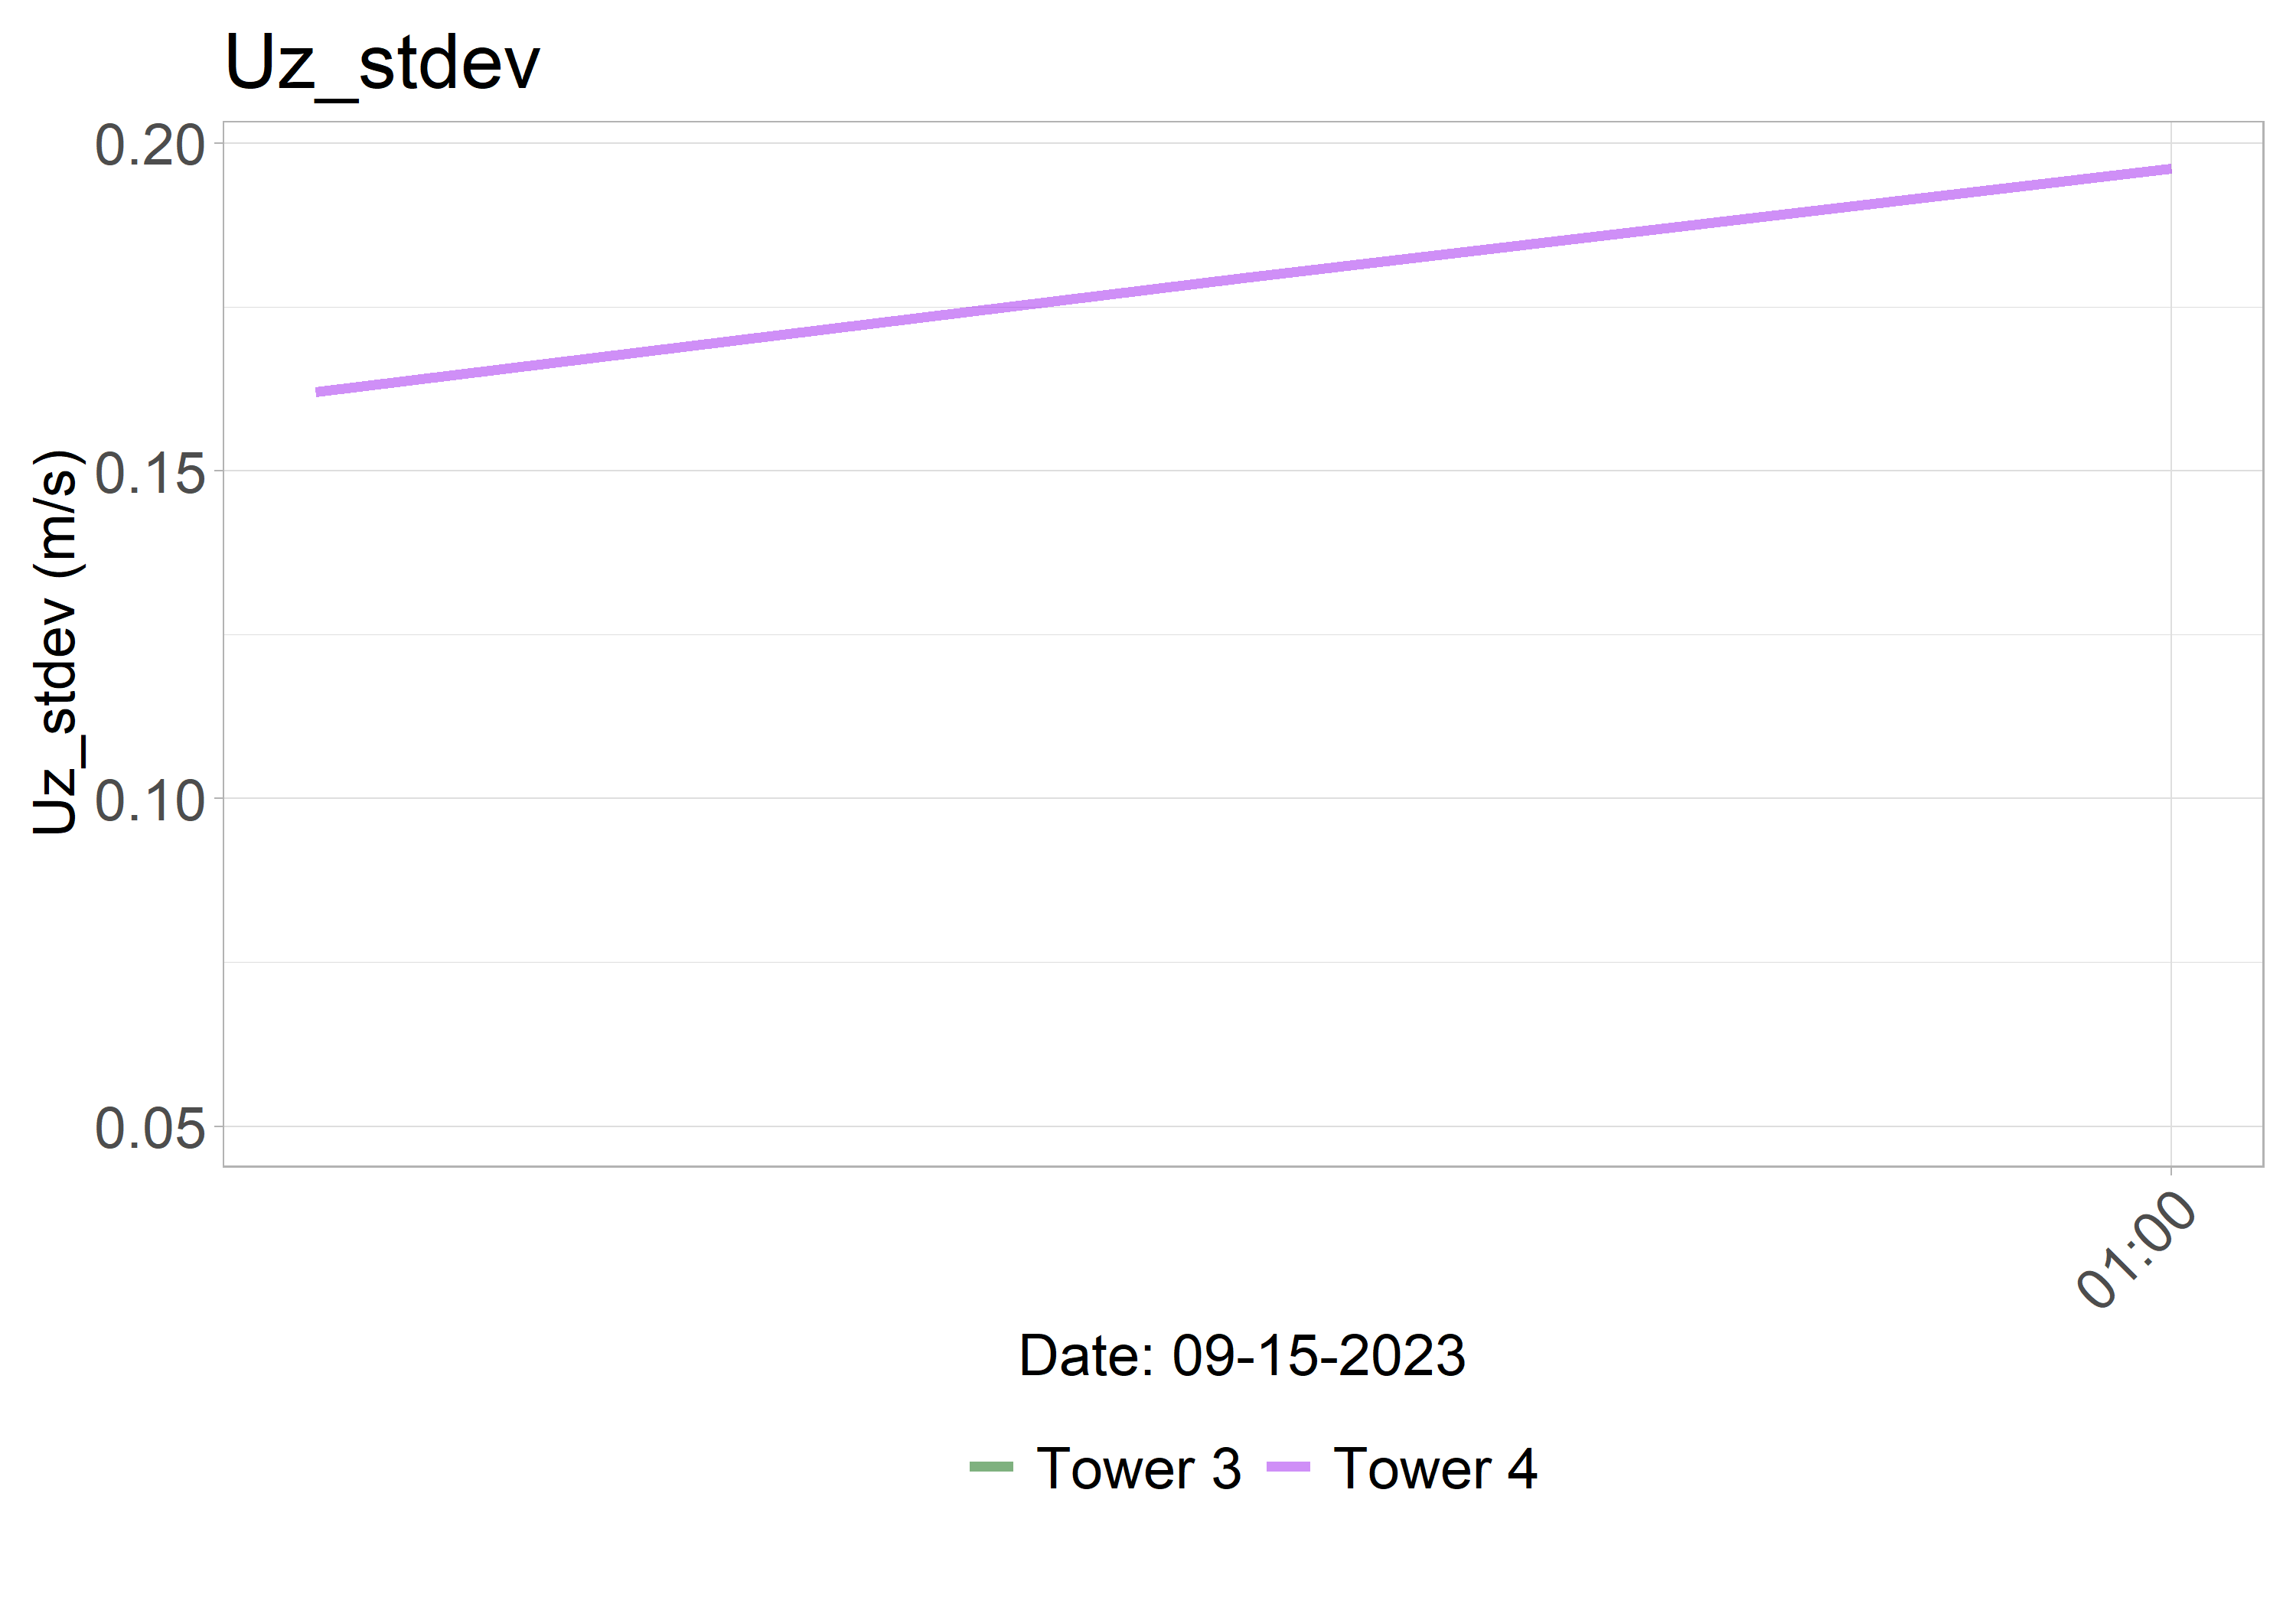 Uz_stdev
0.20
0.15
0.10
0.05
Uz_stdev (m/s)
01:00
Date: 09-15-2023
Tower 3 Tower 4